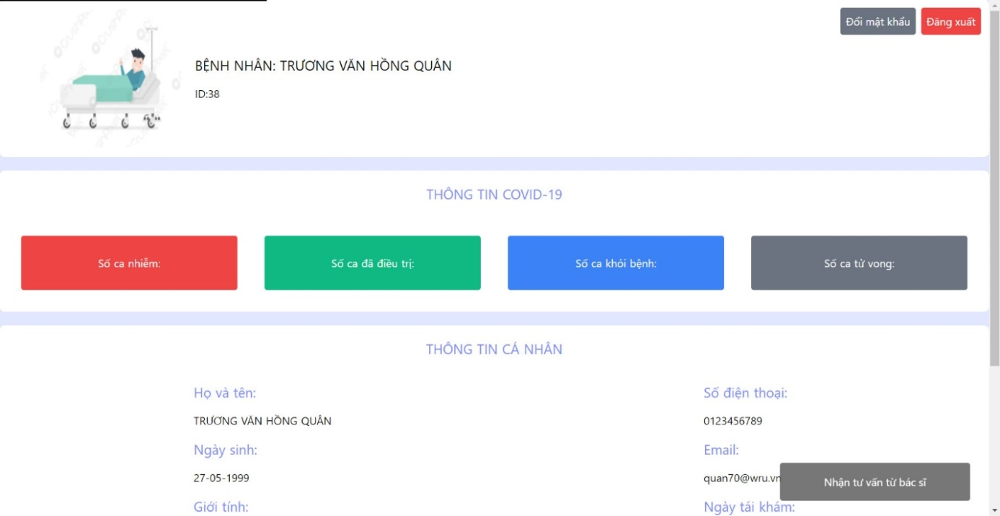 Đổi mật khẩu
Đăng xuất
BỆNH NHÂN: TRƯƠNG VĂN HỒNG QUÂN
ID:38
THÔNG TIN COVID-19
Số ca nhiễm:
Số ca đã điều trị:
Số ca khỏi bệnh:
Số ca tử vong:
THÔNG TIN CÁ NHÂN
Họ và tên:
Số điện thoại:
TRƯƠNG VĂN HỒNG QUÂN
0123456789
Ngày sinh:
Email:
27-05-1999
quan70@wru.vn
Nhận tư vấn từ bác sĩ
Giới tính:
Ngày tái khám: